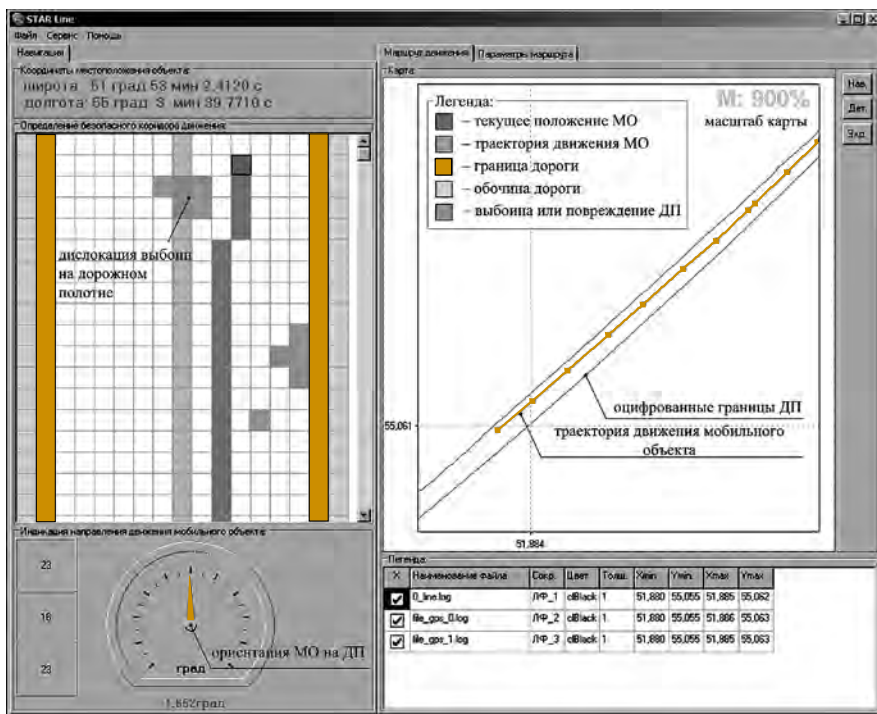 STAR Line
Файл Сервис Помощь
Навигация
Координаты местоположения объекта:
широта: 51 град 53 мин 2,4120 с
долгота: 55 град 3 мин 39,7710 с
Определение безопасного коридора движения:
дислокация выбоин
на дорожном
полотне
Индикация направления движения мобильного объекта:
23
16
23
град
ориентация МО на ДП
1,652град
Маршрут движения Параметры маршрута
Карта:
Легенда:
– текущее положение МО
– траектория движения МО
– граница дороги
– обочина дороги
– выбоина или повреждение ДП
М: 900%
масштаб карты
Нав.
Дет.
55,061
оцифрованные границы ДП
траектория движения мобильного
объекта
51,884
Легенда:
X Наименование файла Сокр. Цвет Толщ. Xmin Ymin Xmax Ymax
0_line.log ЛФ_1 clBlack 1 51,880 55,055 51,885 55,062
file_gps_0.log ЛФ_2 clBlack 1 51,880 55,055 51,886 55,063
file_gps_1.log ЛФ_3 clBlack 1 51,880 55,055 51,885 55,063